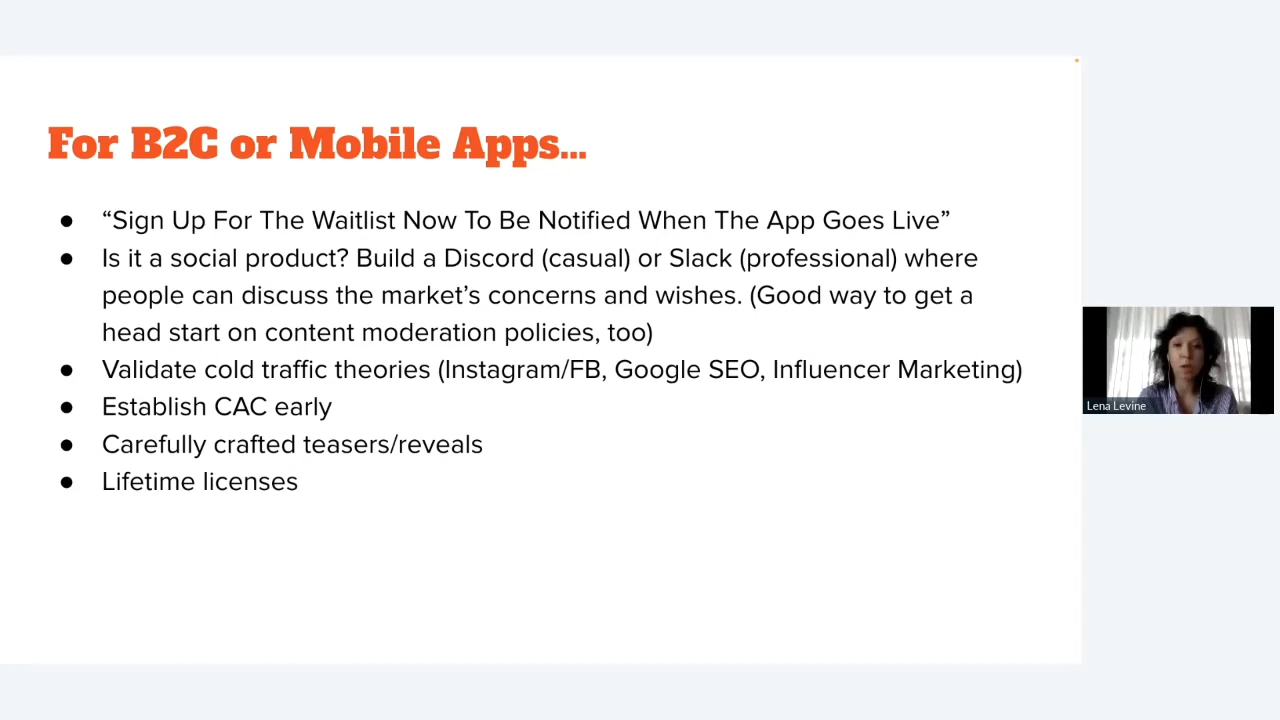 For B2C or Mobile Apps...
● “Sign Up For The Waitlist Now To Be Notified When The App Goes Live”
● Is it a social product? Build a Discord (casual) or Slack (professional) where
people can discuss the market’s concerns and wishes. (Good way to get a
head start on content moderation policies, too)
● Validate cold traffic theories (Instagram/FB, Google SEO, Influencer Marketing)
● Establish CAC early
● Carefully crafted teasers/reveals
● Lifetime licenses
Lena Levine